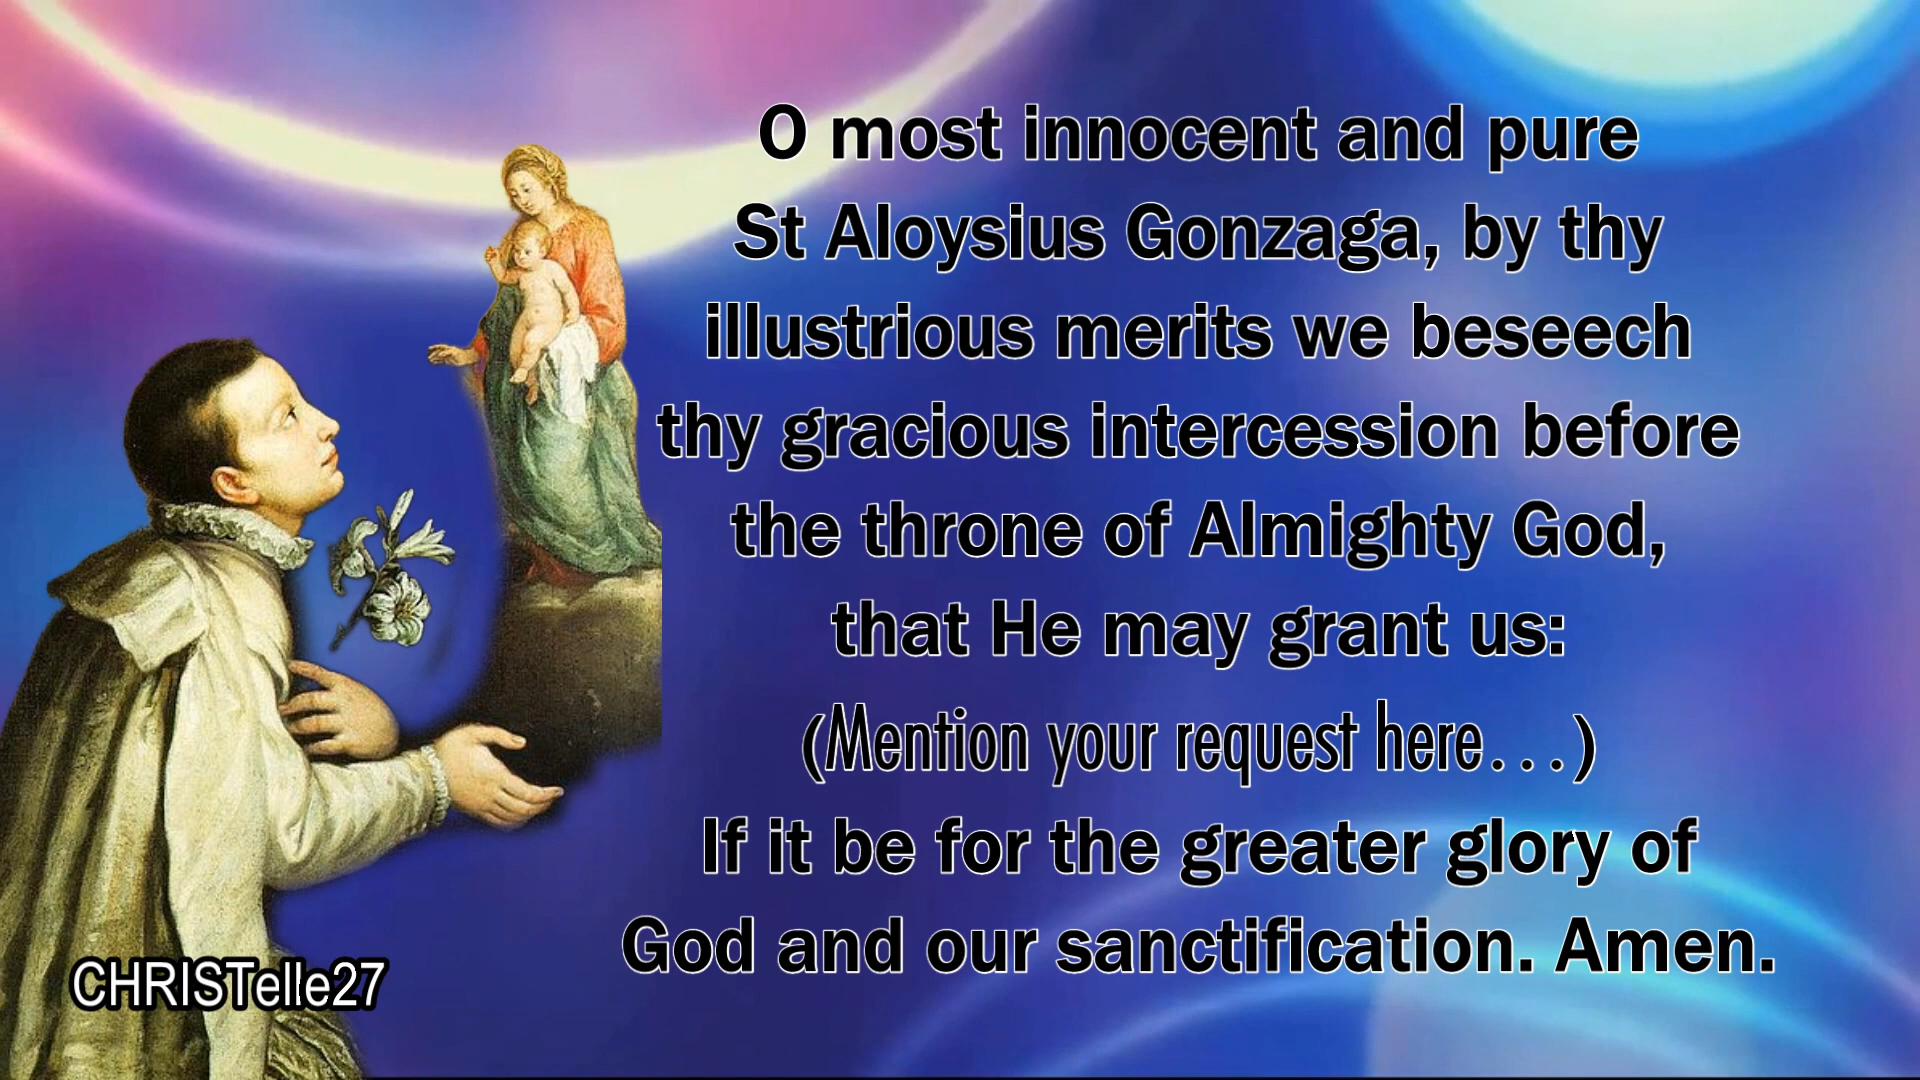 O most innocent and pure
St Aloysius Gonzaga, by thy
illustrious merits we beseech
thy gracious intercession before
the throne of Almighty God,
that He may grant us:
(Mention your request here...)
If it be for the greater glory of
God and our sanctification. Amen.
CHRISTelle27